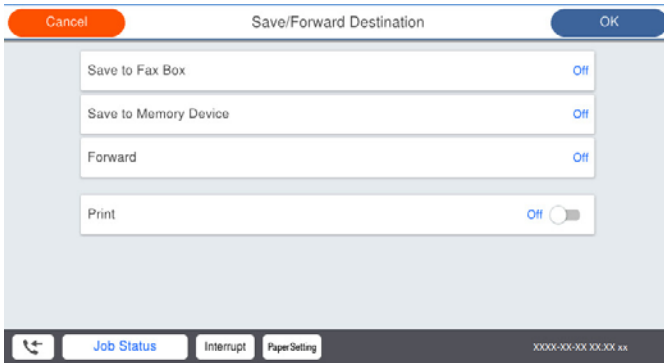 Cancel Save/Forward Destination OK
Save to Fax Box Off
Save to Memory Device Off
Forward Off
Print Off
Job Status Interrupt Paper Setting XXXX-XX-XX XX:XX xx